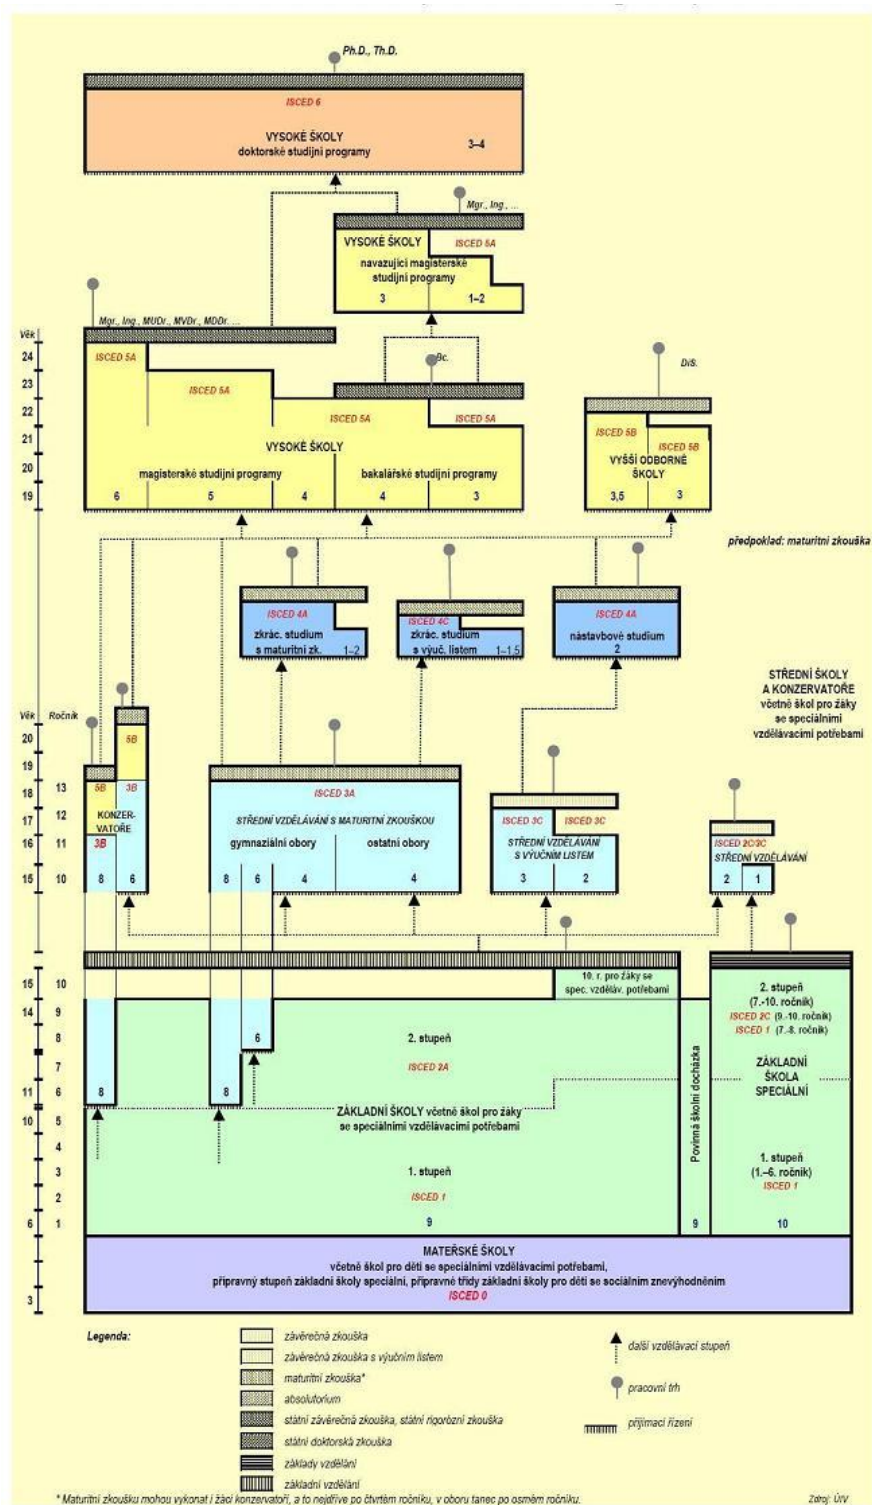 Ph.D., Th.D.
ISCED 6
VYSOKÉ ŠKOLY
doktorské studijní programy
3–4
Mgr., Ing., ...
VYSOKÉ ŠKOLY
ISCED 5A
navazující magisterské
studijní programy
3
1–2
Mgr., Ing., MUDr., MVDr., MDDr. ...
Věk
24
23
22
21
20
19
ISCED 5A
ISCED 5A
Bc.
ISCED 5A
ISCED 5A
VYSOKÉ ŠKOLY
magisterské studijní programy
bakalářské studijní programy
6
5
4
4
3
DiS.
ISCED 5B
ISCED 5B
VYŠŠÍ ODBORNÉ
ŠKOLY
3,5
3
předpoklad: maturitní zkouška
ISCED 4A
zkrác. studium
s maturitní zk.
1–2
ISCED 4C
zkrác. studium
s výuč. listem
1–1,5
ISCED 4A
nástavbové studium
2
STŘEDNÍ ŠKOLY
A KONZERVATOŘE
včetně škol pro žáky
se speciálními
vzdělávacími potřebami
Věk
Ročník
20
19
18
13
17
12
16
11
15
10
5B
5B
3B
KONZER-
VATOŘE
3B
8
6
ISCED 3A
STŘEDNÍ VZDĚLÁVÁNÍ S MATURITNÍ ZKOUŠKOU
gymnaziální obory
ostatní obory
8
6
4
4
ISCED 3C
ISCED 3C
STŘEDNÍ VZDĚLÁVÁNÍ
S VÝUČNÍM LISTEM
3
2
ISCED 2C/3C
STŘEDNÍ VZDĚLÁVÁNÍ
2
1
15
10
14
9
8
7
11
6
10
5
4
3
2
6
1
3
10. r. pro žáky se
spec. vzděláv. potřebami
8
8
6
2. stupeň
ISCED 2A
ZÁKLADNÍ ŠKOLY včetně škol pro žáky
se speciálními vzdělávacími potřebami
1. stupeň
ISCED 1
9
Povinná školní docházka
9
2. stupeň
(7.-10. ročník)
ISCED 2C (9.-10. ročník)
ISCED 1 (7.-8. ročník)
ZÁKLADNÍ
ŠKOLA
SPECIÁLNÍ
1. stupeň
(1.–6. ročník)
ISCED 1
10
MATEŘSKÉ ŠKOLY
včetně škol pro děti se speciálními vzdělávacími potřebami,
přípravný stupeň základní školy speciální, přípravné třídy základní školy pro děti se sociálním znevýhodněním
ISCED 0
Legenda:
závěrečná zkouška
závěrečná zkouška s výučním listem
maturitní zkouška*
absolutorium
státní závěrečná zkouška, státní rigorózní zkouška
státní doktorská zkouška
základy vzdělání
základní vzdělání
další vzdělávací stupeň
pracovní trh
přijímací řízení
* Maturitní zkoušku mohou vykonat i žáci konzervatoří, a to nejdříve po čtvrtém ročníku, v oboru tanec po osmém ročníku.
Zdroj: ÚIV